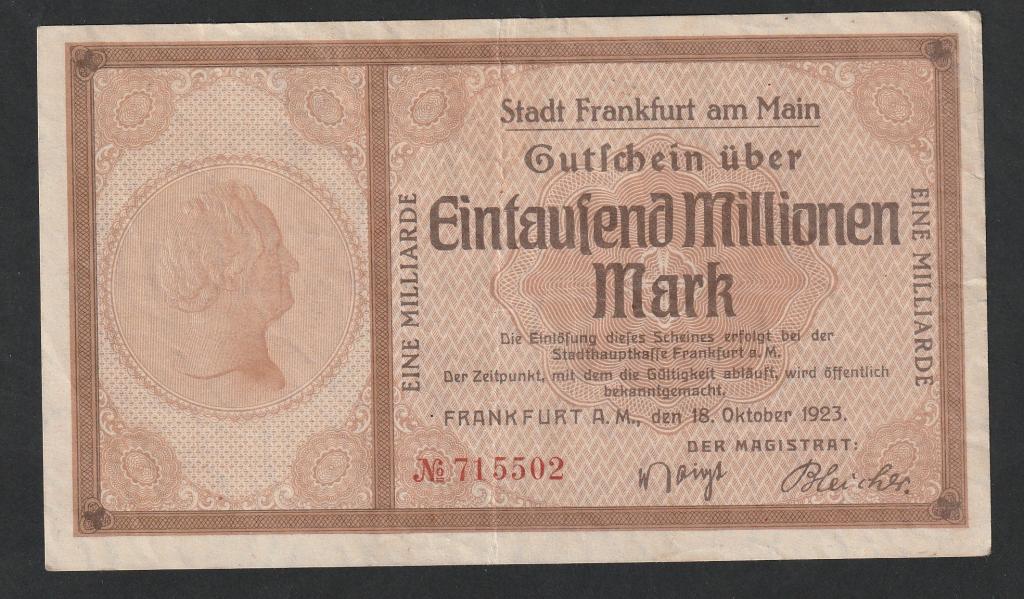 Stadt Frankfurt am Main
Gutſchein über
Eintauſend Millionen
Mark
EINE MILLIARDE
EINE MILLIARDE
Die Einlöſung dieſes Scheines erfolgt bei der
Stadthauptkaſſe Frankfurt a. M.
Der Zeitpunkt, mit dem die Gültigkeit abläuft, wird öffentlich
bekanntgemacht.
FRANKFURT A. M., den 18. Oktober 1923.
DER MAGISTRAT:
№ 715502
Voigt Bleicher.